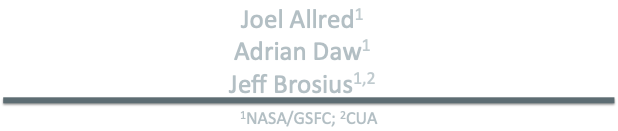 Joel Allred¹
Adrian Daw¹
Jeff Brosius¹,²
¹NASA/GSFC; ²CUA